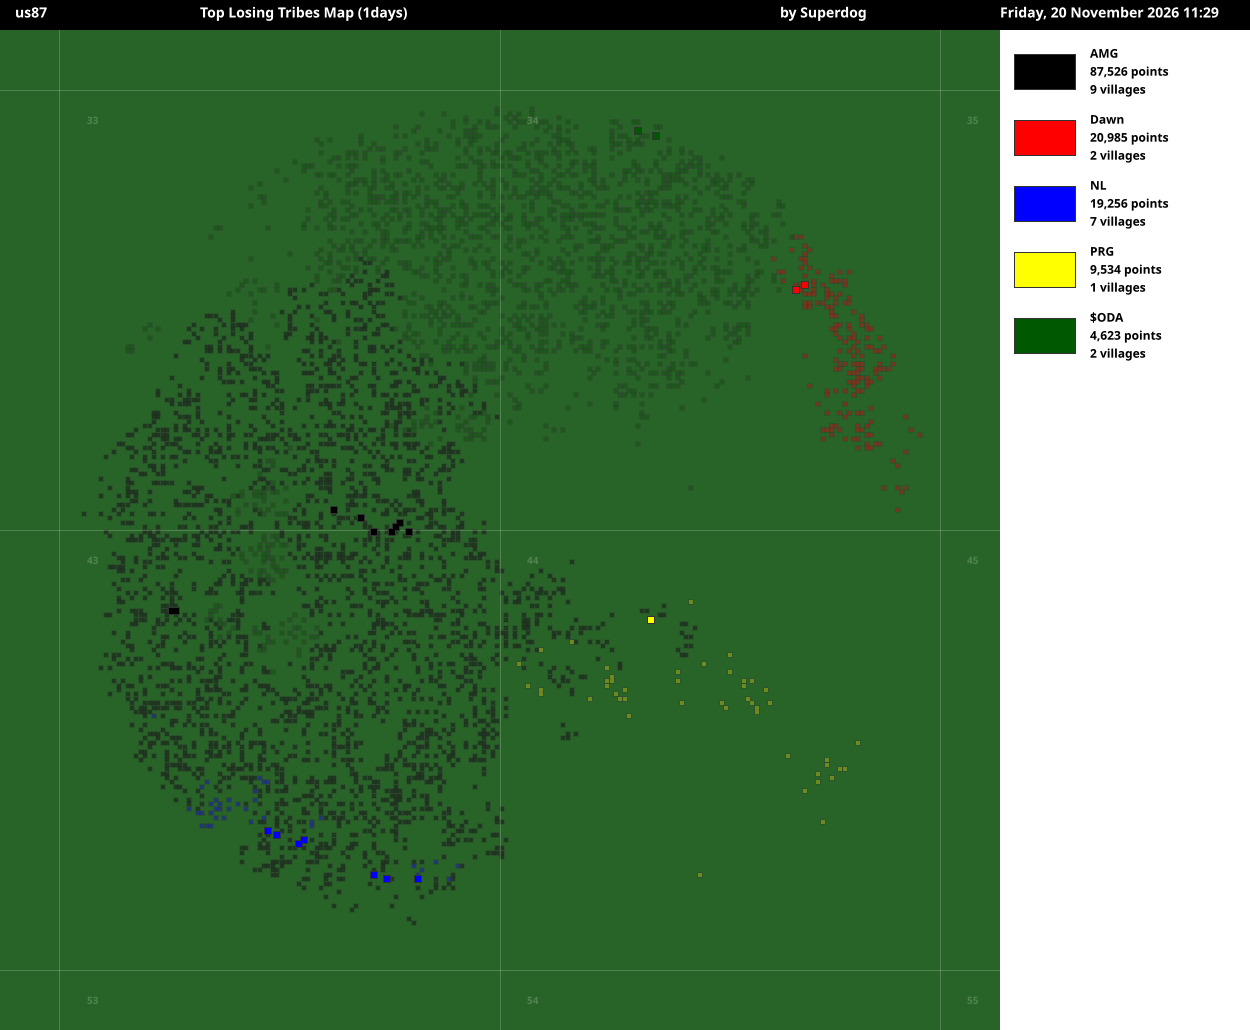 us87
Top Losing Tribes Map (1days)
by Superdog
Friday, 20 November 2026 11:29
AMG
87,526 points
9 villages
Dawn
20,985 points
2 villages
NL
19,256 points
7 villages
PRG
9,534 points
1 villages
$ODA
4,623 points
2 villages
33
34
35
43
44
45
53
54
55